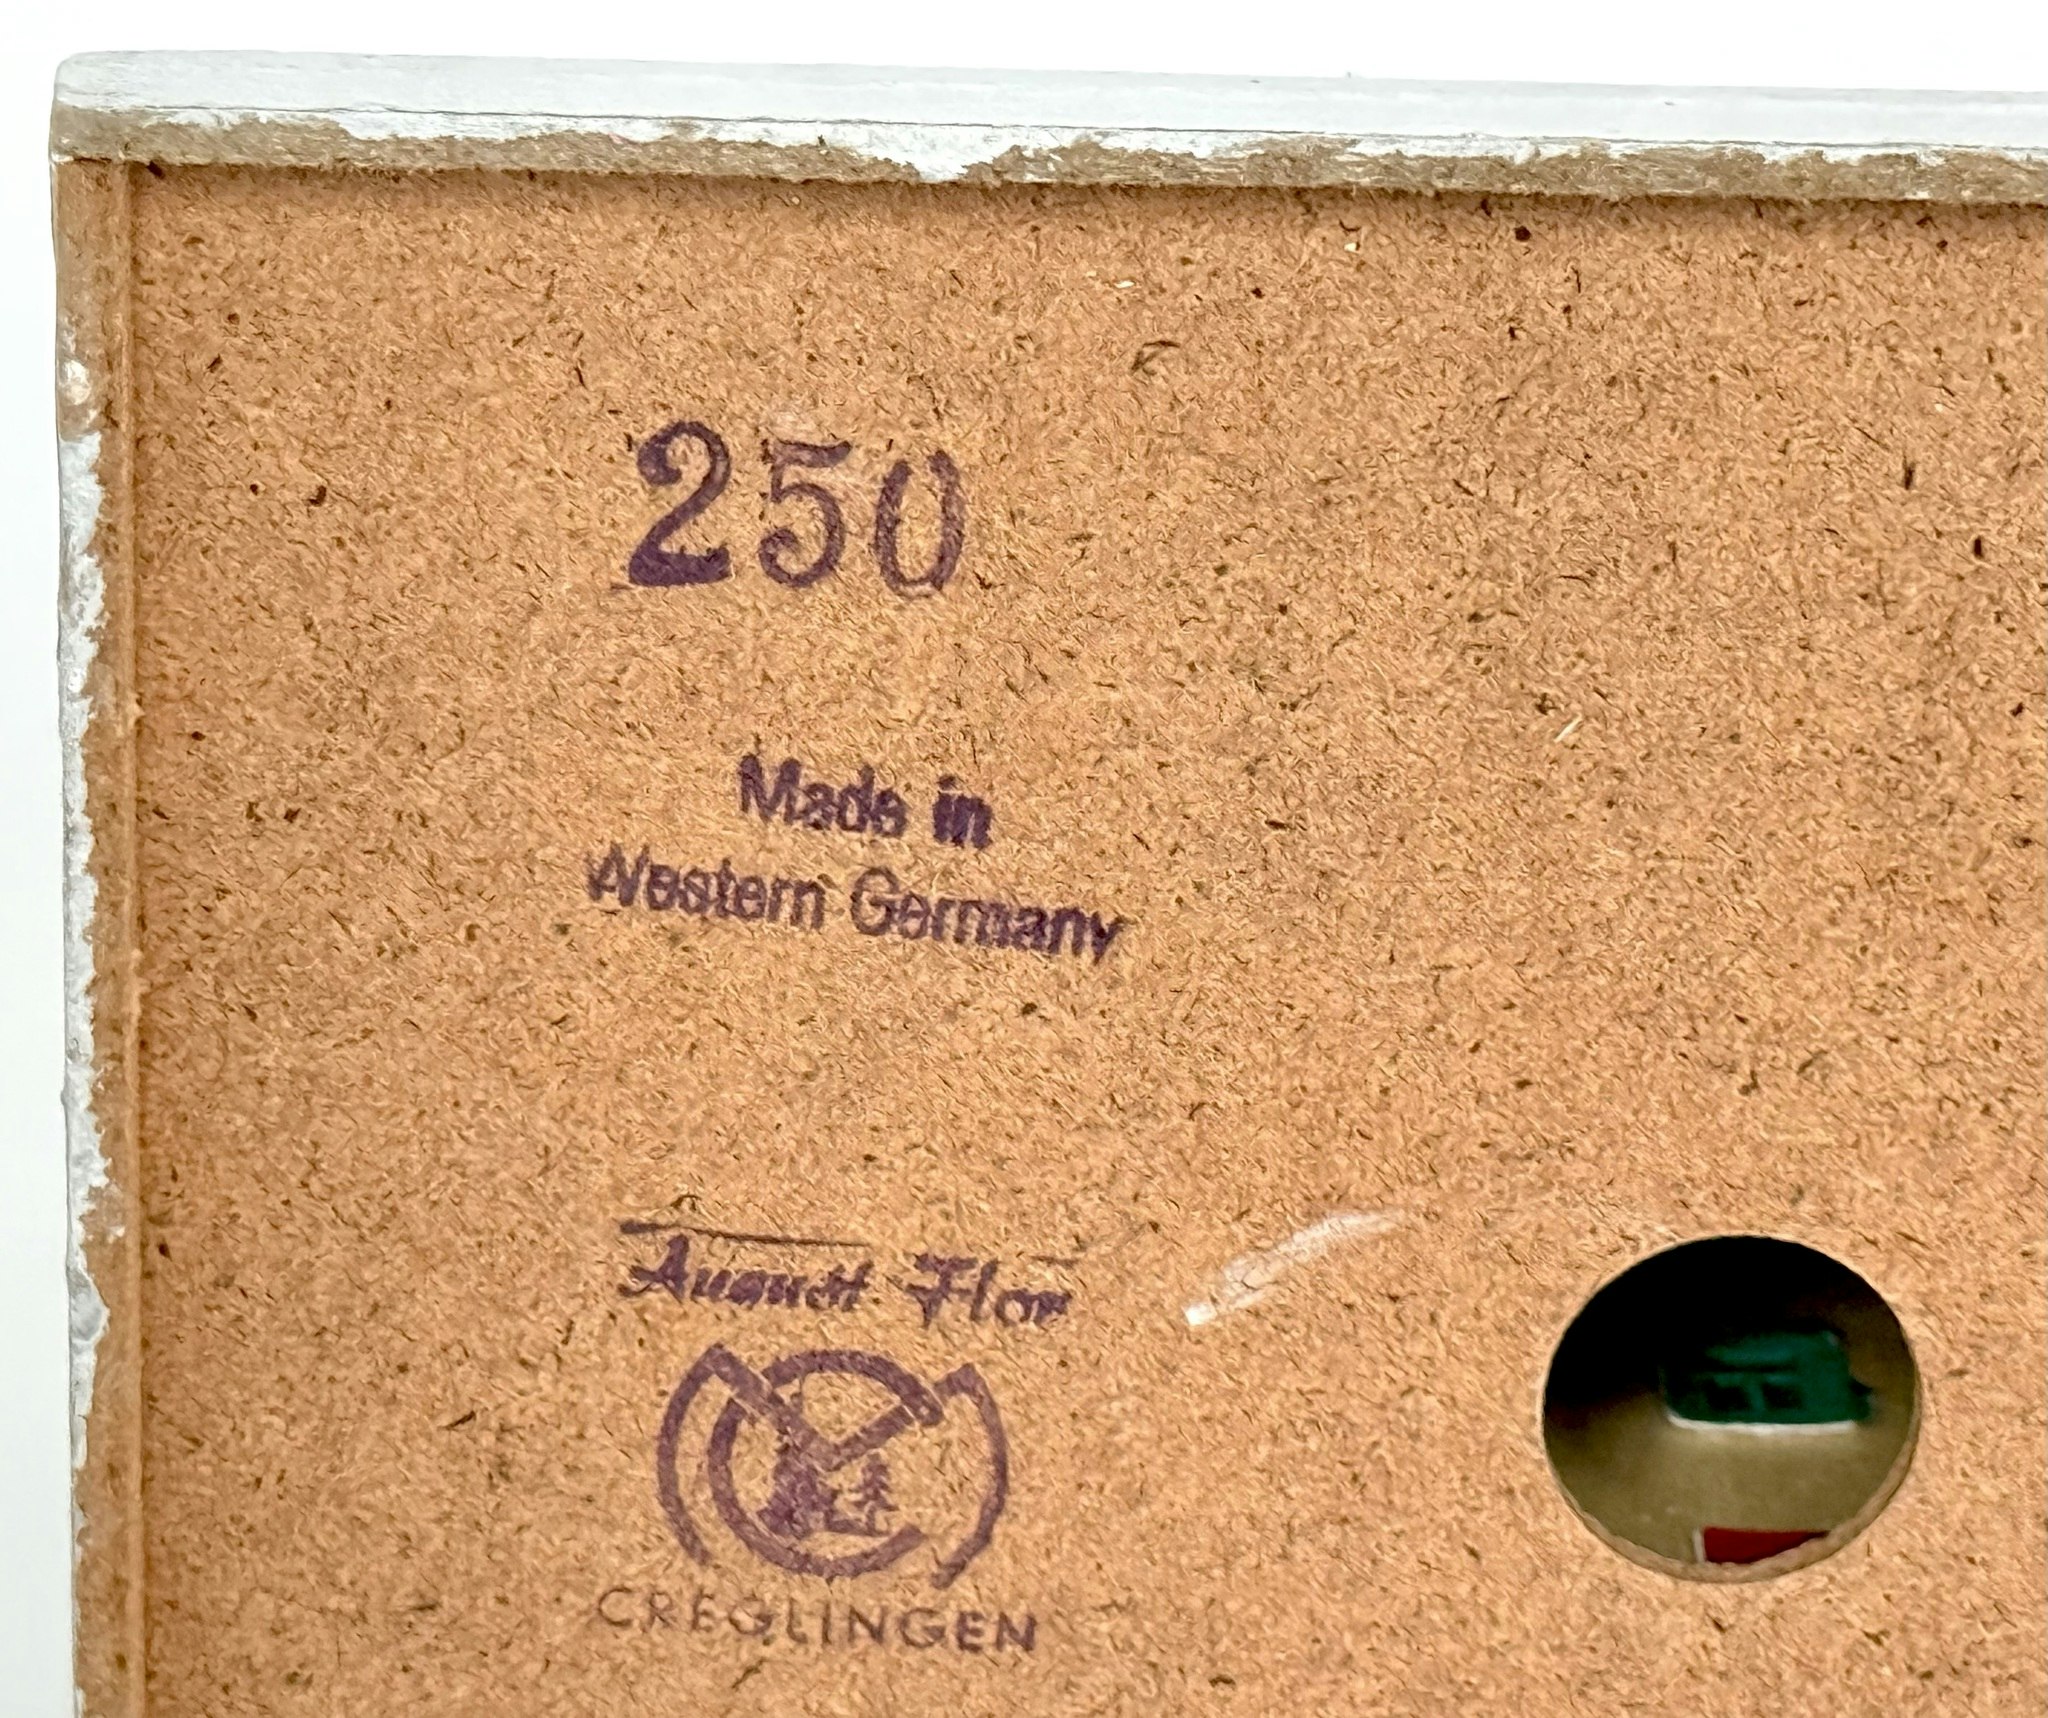 250
Made in
Western Germany
August Flor
CREGLINGEN